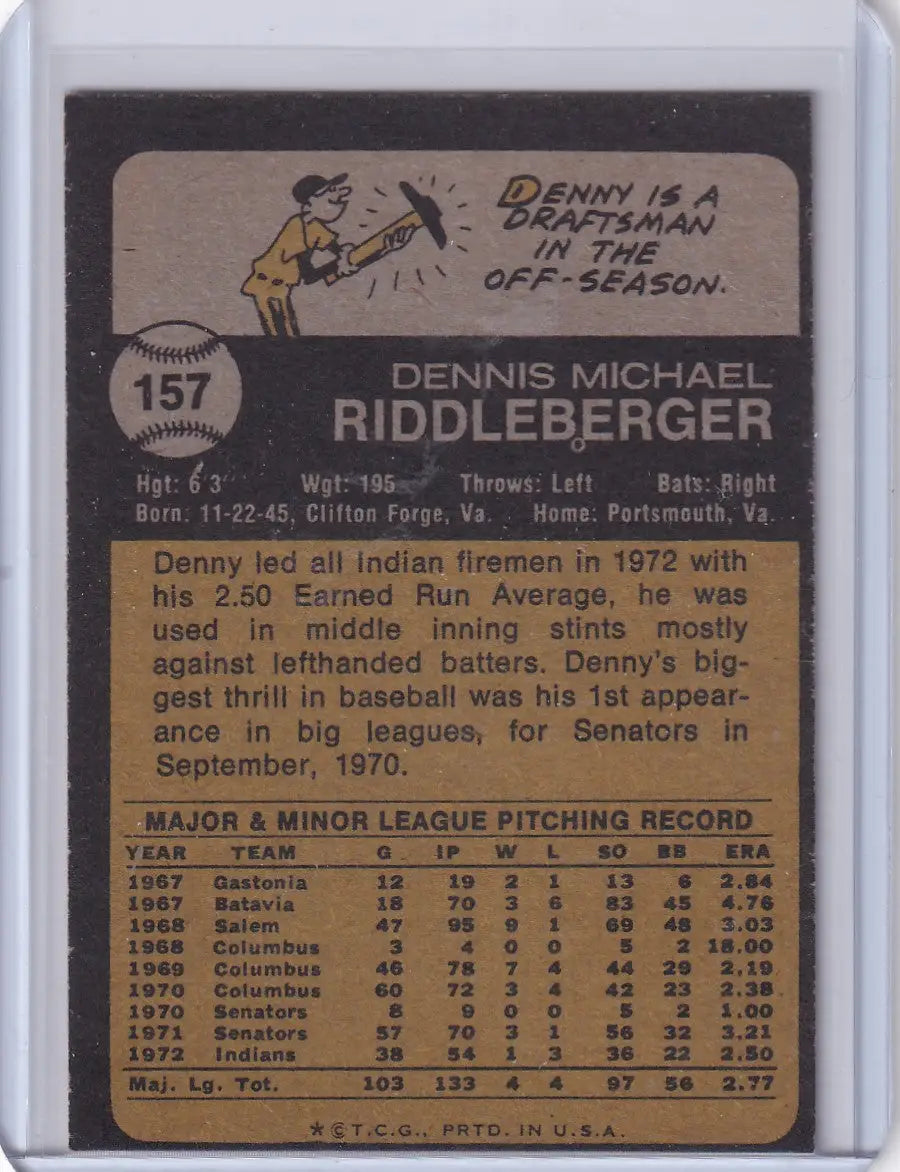 DENNY IS A
DRAFTSMAN
IN THE
OFF-SEASON.
157
DENNIS MICHAEL
RIDDLEBERGER
Hgt: 6'3 Wgt: 195 Throws: Left Bats: Right
Born: 11-22-45, Clifton Forge, Va. Home: Portsmouth, Va.
Denny led all Indian firemen in 1972 with
his 2.50 Earned Run Average, he was
used in middle inning stints mostly
against lefthanded batters. Denny's big-
gest thrill in baseball was his 1st appear-
ance in big leagues, for Senators in
September, 1970.
MAJOR & MINOR LEAGUE PITCHING RECORD
YEAR TEAM G IP W L SO BB ERA
1967 Gastonia 12 19 2 1 13 6 2.84
1967 Batavia 18 70 3 6 83 45 4.76
1968 Salem 47 95 9 1 69 48 3.03
1968 Columbus 3 4 0 0 5 2 18.00
1969 Columbus 46 78 7 4 44 29 2.19
1970 Columbus 60 72 3 4 42 23 2.38
1970 Senators 8 9 0 0 5 2 1.00
1971 Senators 57 70 3 1 56 32 3.21
1972 Indians 38 54 1 3 36 22 2.50
Maj. Lg. Tot. 103 133 4 4 97 56 2.77
*©T.C.G., PRTD. IN U.S.A.